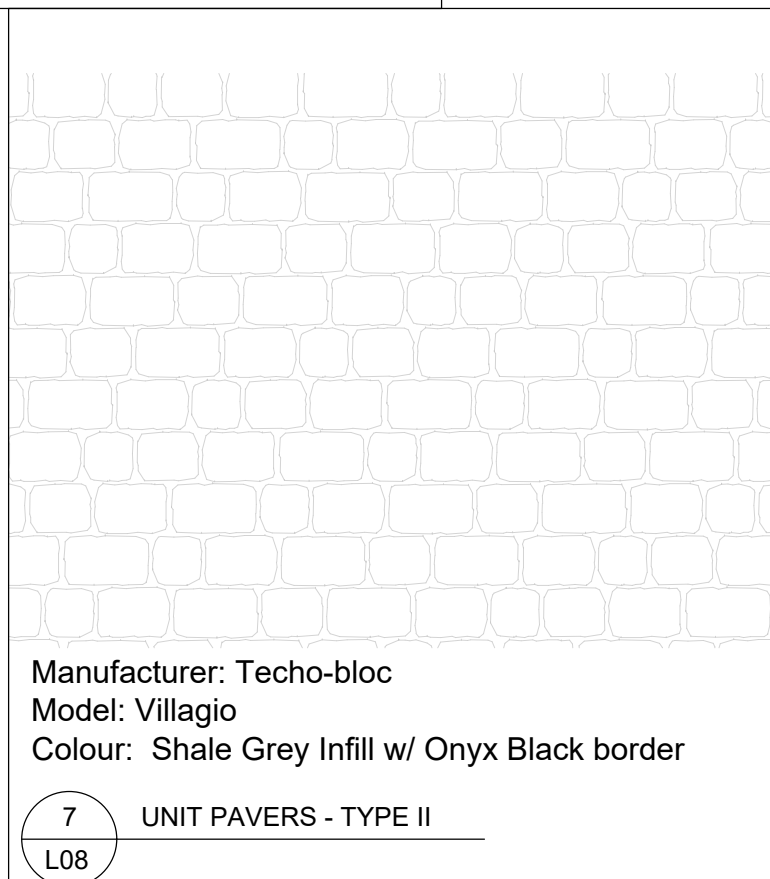 Manufacturer: Techo-bloc
Model: Villagio
Colour:  Shale Grey Infill w/ Onyx Black border
7 UNIT PAVERS - TYPE II
L08